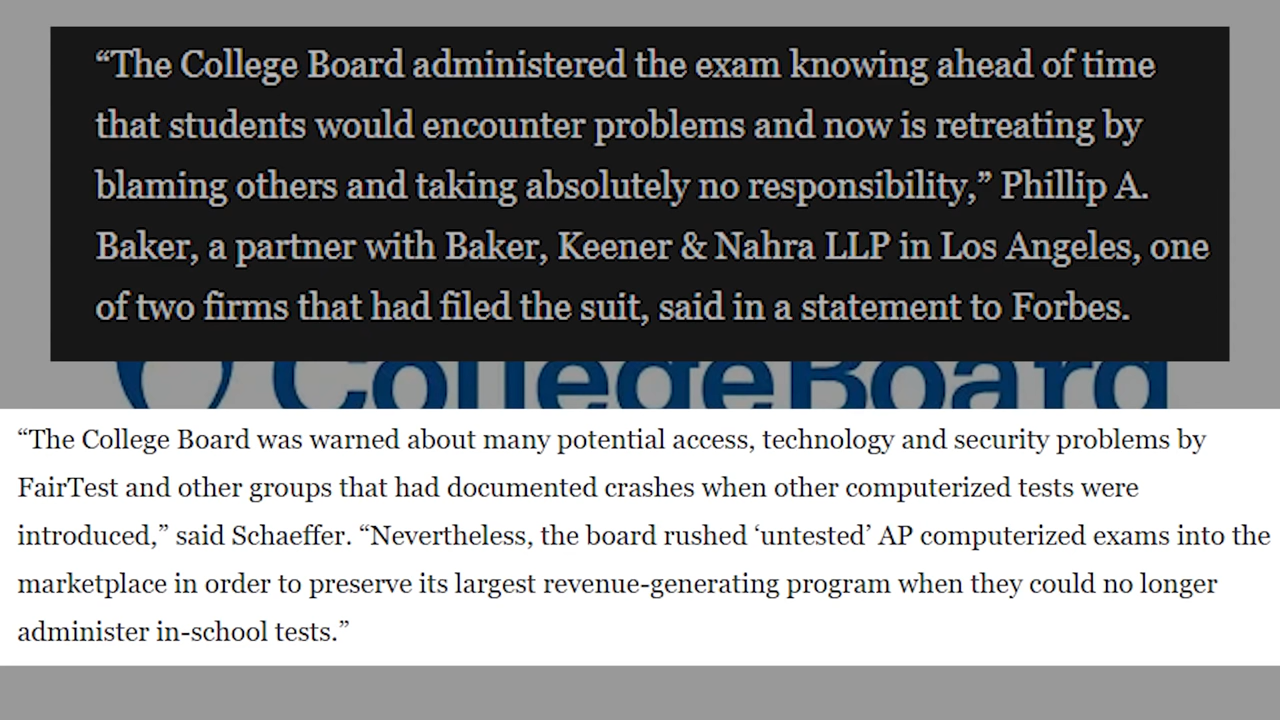 “The College Board administered the exam knowing ahead of time
that students would encounter problems and now is retreating by
blaming others and taking absolutely no responsibility,” Phillip A.
Baker, a partner with Baker, Keener & Nahra LLP in Los Angeles, one
of two firms that had filed the suit, said in a statement to Forbes.
CollegeBoard
“The College Board was warned about many potential access, technology and security problems by
FairTest and other groups that had documented crashes when other computerized tests were
introduced,” said Schaeffer. “Nevertheless, the board rushed ‘untested’ AP computerized exams into the
marketplace in order to preserve its largest revenue-generating program when they could no longer
administer in-school tests.”